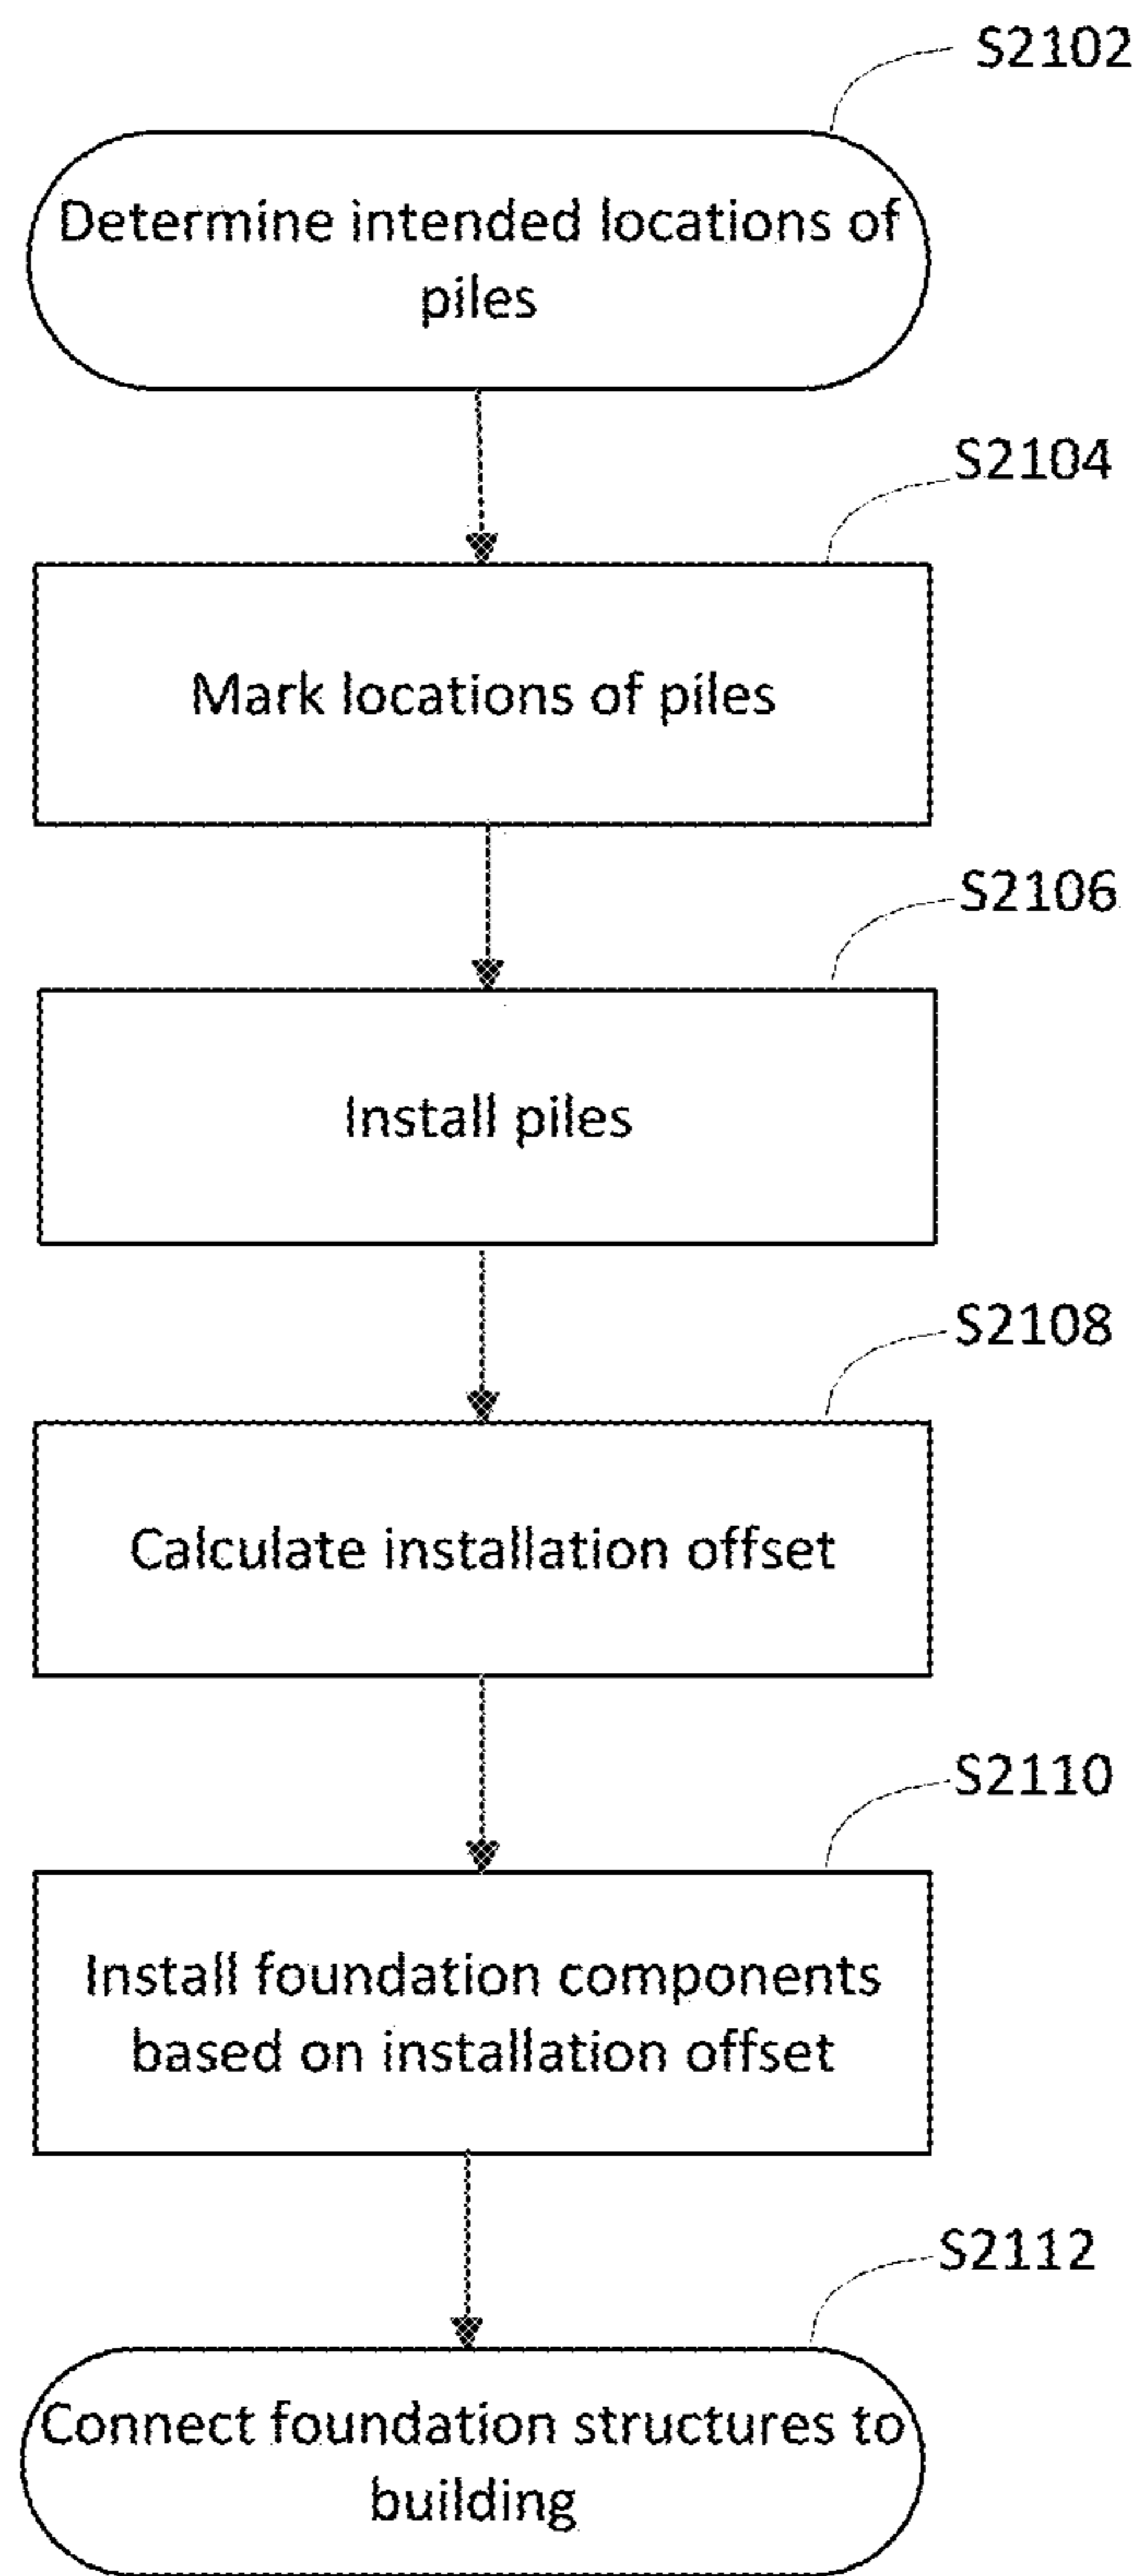 S2102
Determine intended locations of
piles
S2104
Mark locations of piles
S2106
Install piles
S2108
Calculate installation offset
S2110
Install foundation components
based on installation offset
S2112
Connect foundation structures to
building